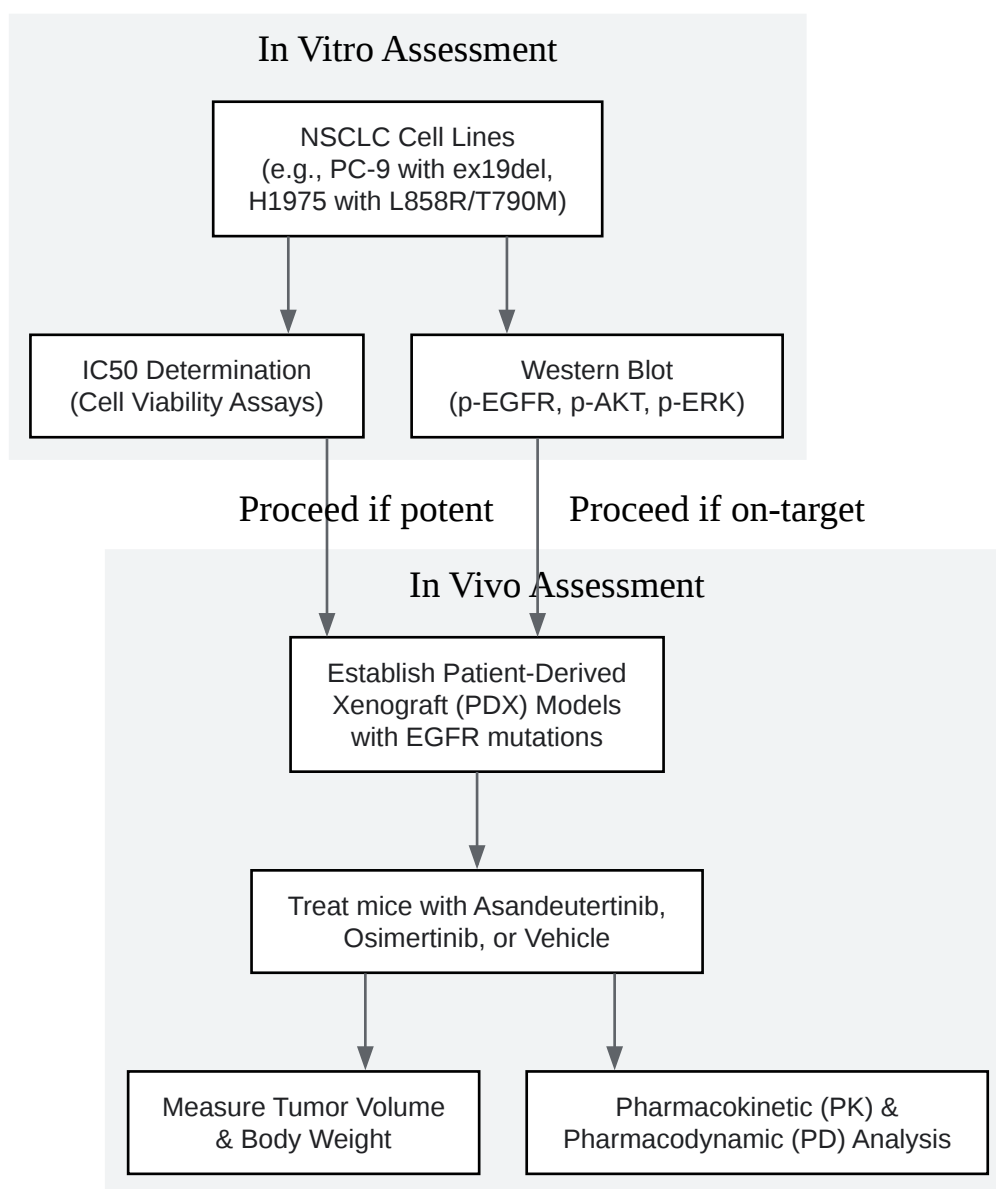 In Vitro Assessment
NSCLC Cell Lines
(e.g., PC-9 with ex19del,
H1975 with L858R/T790M)
IC50 Determination
(Cell Viability Assays)
Western Blot
(p-EGFR, p-AKT, p-ERK)
Proceed if potent
Proceed if on-target
In Vivo Assessment
Establish Patient-Derived
Xenograft (PDX) Models
with EGFR mutations
Treat mice with Asandeutertinib,
Osimertinib, or Vehicle
Measure Tumor Volume
& Body Weight
Pharmacokinetic (PK) &
Pharmacodynamic (PD) Analysis